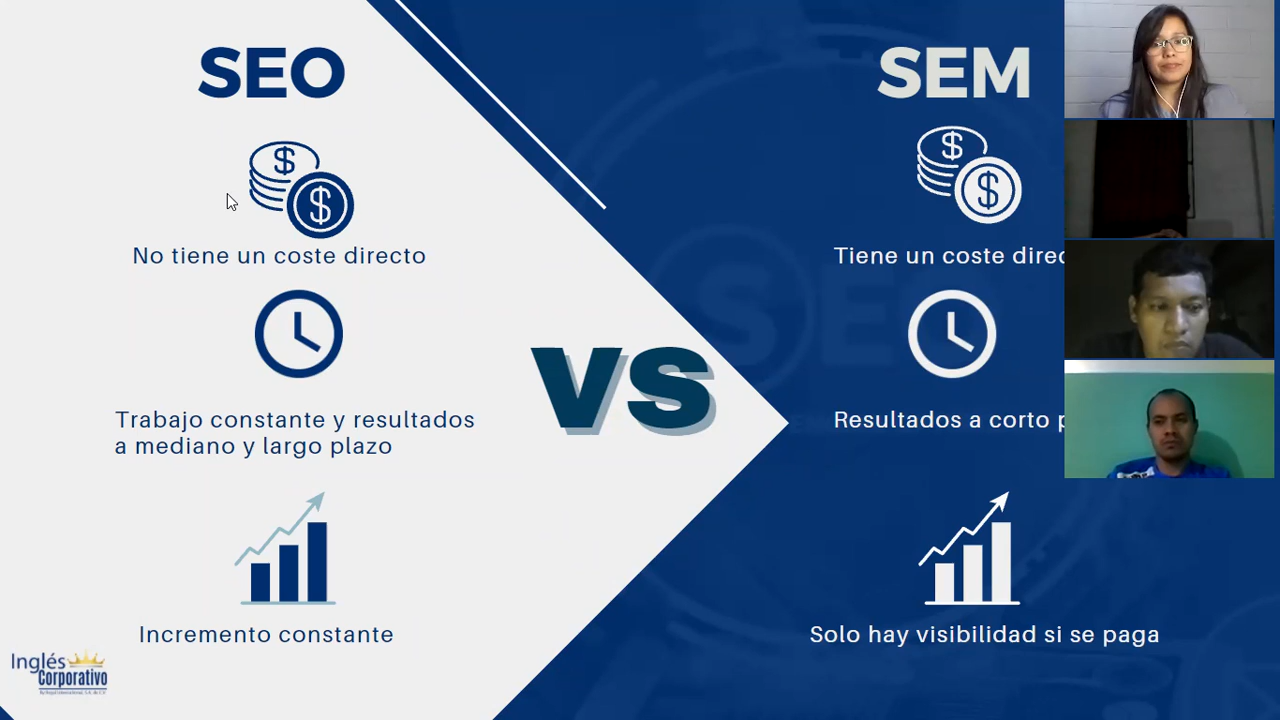 SEO
No tiene un coste directo
Trabajo constante y resultados
a mediano y largo plazo
Incremento constante
VS
SEM
Tiene un coste
Resultados a corto
Solo hay visibilidad si se paga
Inglés
Corporativo